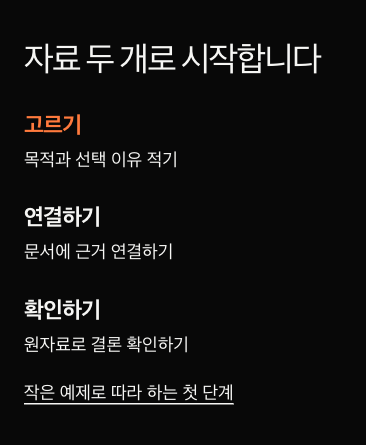 자료 두 개로 시작합니다
고르기
목적과 선택 이유 적기
연결하기
문서에 근거 연결하기
확인하기
원자료로 결론 확인하기
작은 예제로 따라 하는 첫 단계